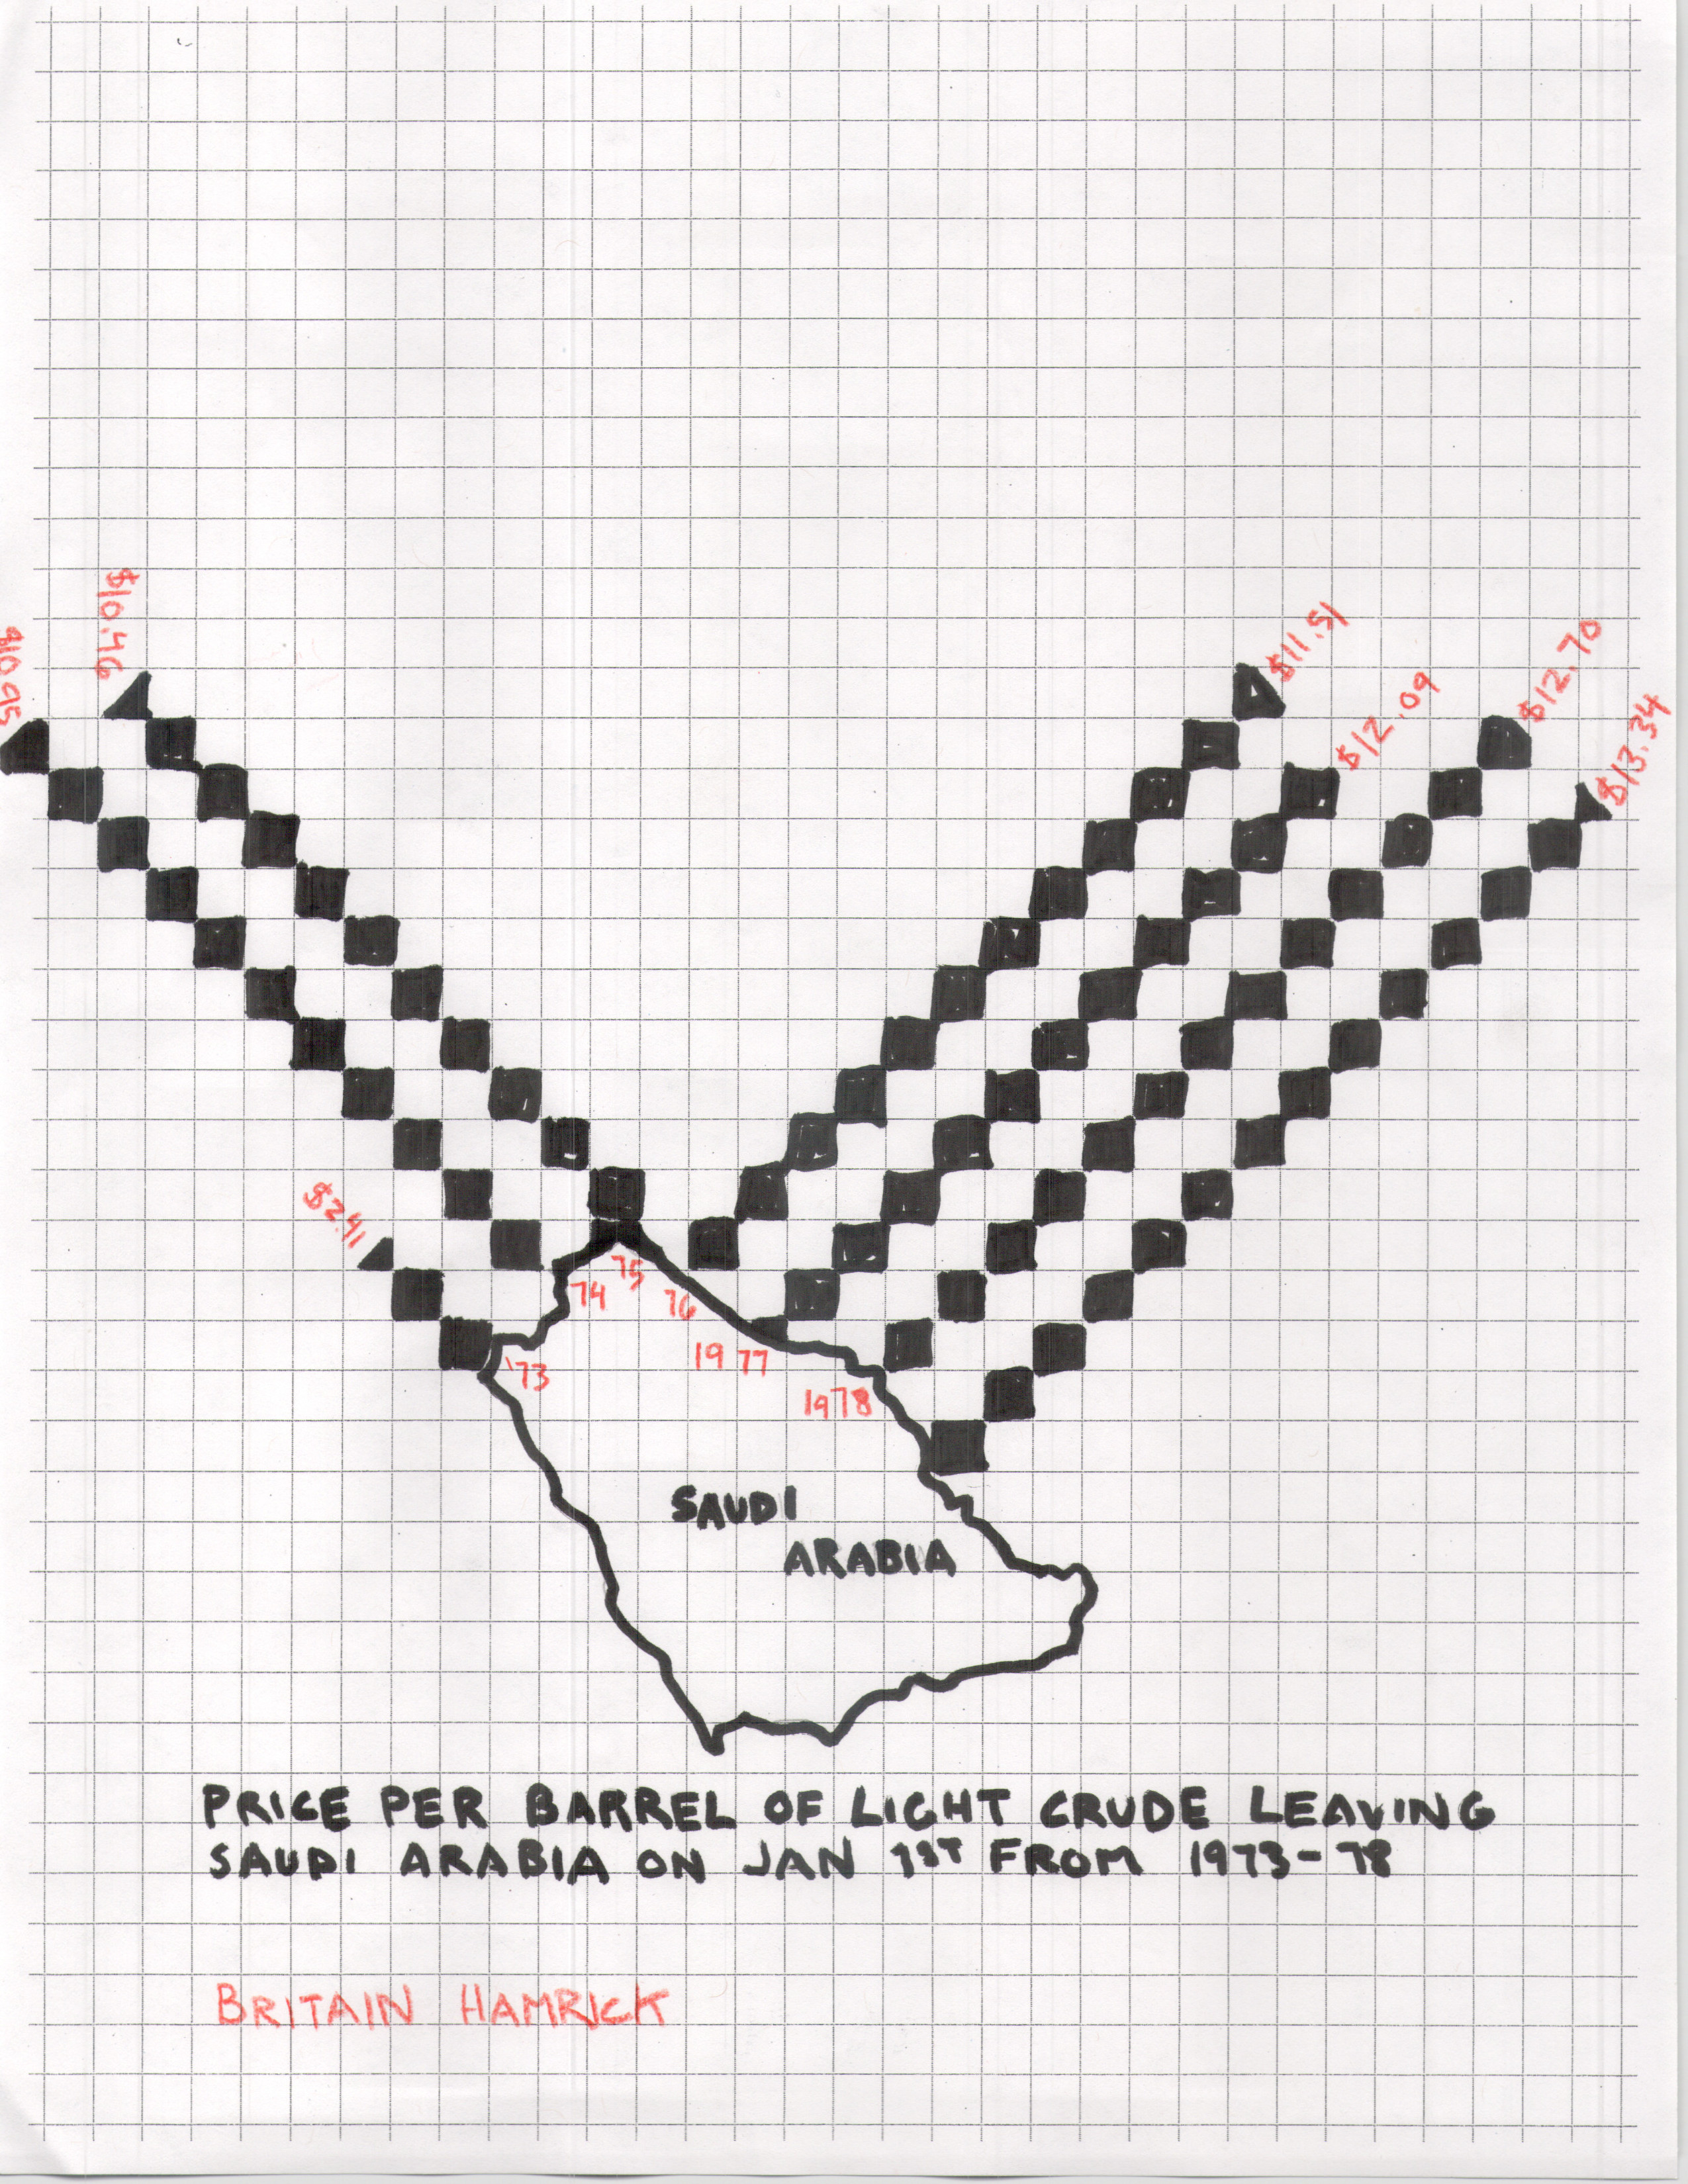 $10.46
$10.95
$11.51
$12.09
$12.70
$13.34
$2.41
'73
74
75
76
1977
1978
SAUDI
ARABIA
PRICE PER BARREL OF LIGHT CRUDE LEAVING
SAUDI ARABIA ON JAN 1ST FROM 1973-78
BRITAIN HAMRICK